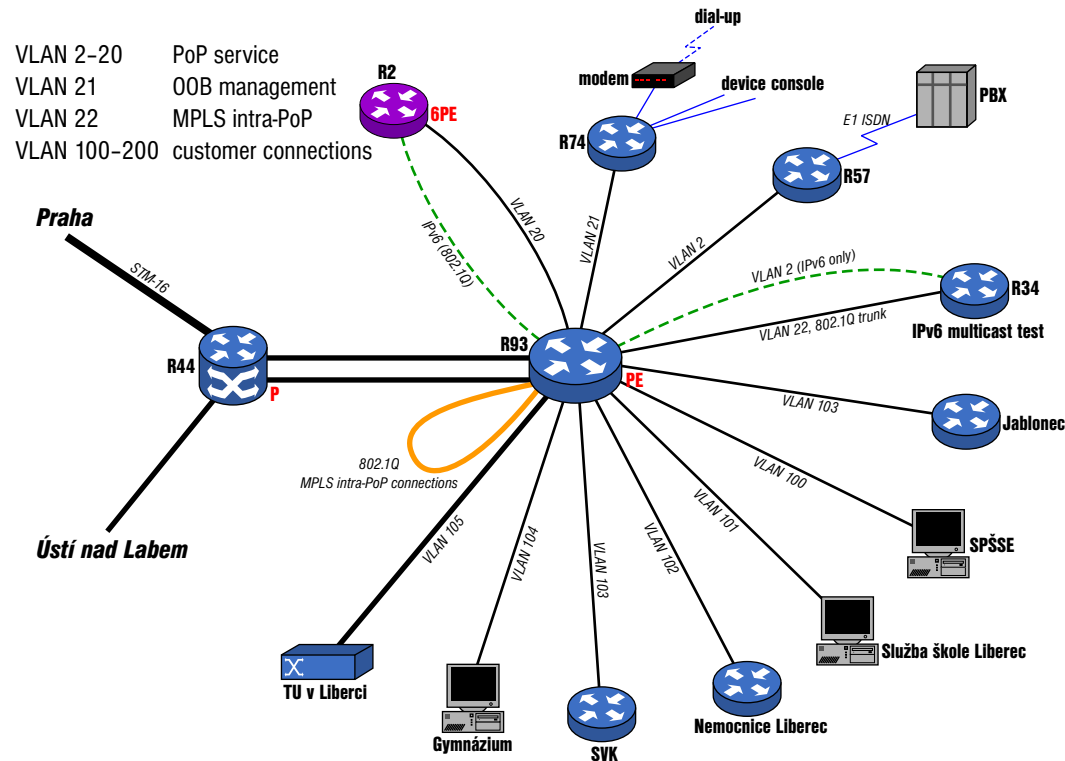 VLAN 2–20 PoP service
VLAN 21 OOB management
VLAN 22 MPLS intra-PoP
VLAN 100–200 customer connections
R2
6PE
dial-up
modem
device console
R74
PBX
E1 ISDN
R57
VLAN 20
IPv6 (802.1Q)
VLAN 21
VLAN 2
VLAN 2 (IPv6 only)
R34
IPv6 multicast test
VLAN 22, 802.1Q trunk
Praha
STM-16
R44
P
R93
PE
VLAN 103
Jablonec
802.1Q
MPLS intra-PoP connections
VLAN 100
SPŠSE
VLAN 101
Služba škole Liberec
VLAN 102
Nemocnice Liberec
VLAN 103
SVK
VLAN 104
Gymnázium
VLAN 105
TU v Liberci
Ústí nad Labem